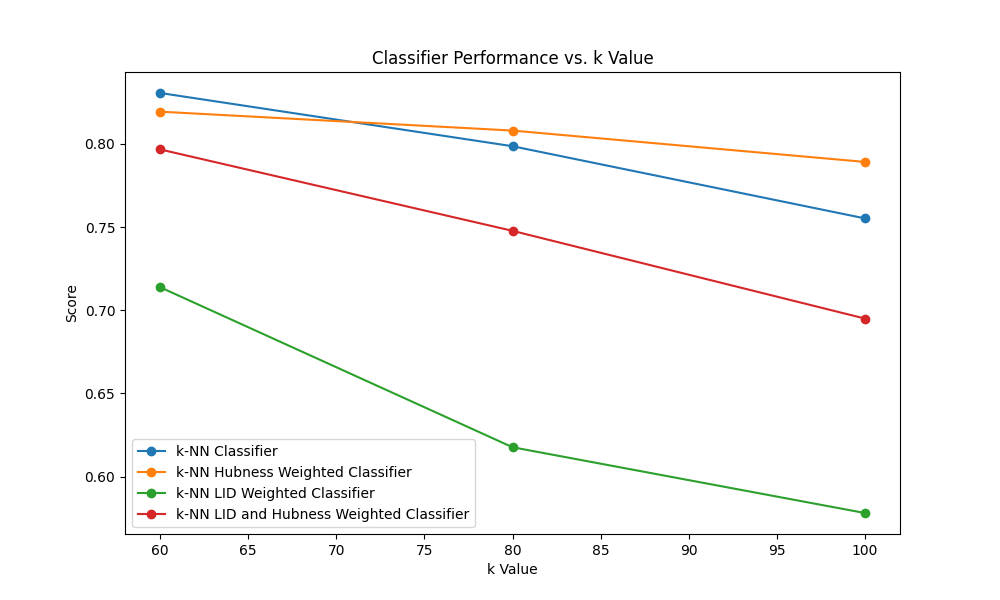 Classifier Performance vs. k Value
Score
0.80
0.75
0.70
0.65
0.60
k-NN Classifier
k-NN Hubness Weighted Classifier
k-NN LID Weighted Classifier
k-NN LID and Hubness Weighted Classifier
60 65 70 75 80 85 90 95 100
k Value